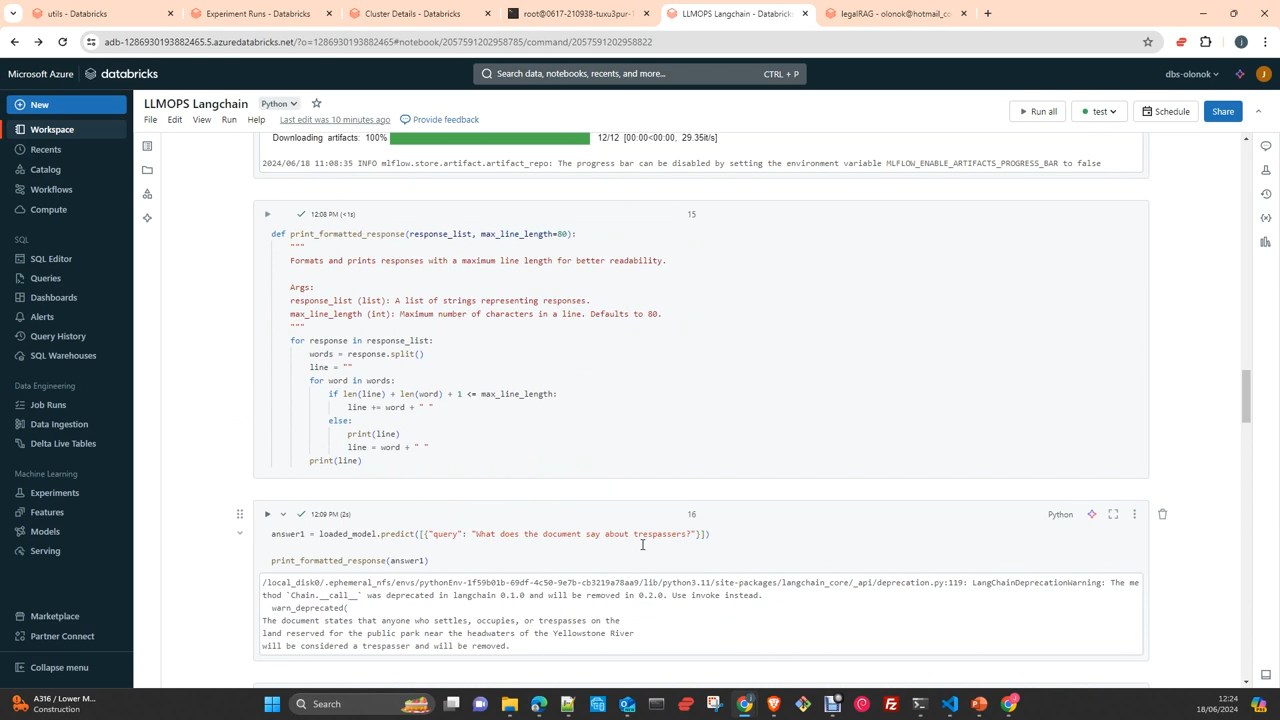 utils - Databricks
Experiment Runs - Databricks
Cluster Details - Databricks
root@0617-210938-tuxu3pur-1
LLMOPS Langchain - Databricks
legalRAG - olonok@hotmail_co
adb-1286930193882465.5.azuredatabricks.net/?o=1286930193882465#notebook/2057591202958785/command/2057591202958822
Microsoft Azure
databricks
Search data, notebooks, recents, and more...
CTRL + P
dbs-olonok
J
New
Workspace
Recents
Catalog
Workflows
Compute
SQL
SQL Editor
Queries
Dashboards
Alerts
Query History
SQL Warehouses
Data Engineering
Job Runs
Data Ingestion
Delta Live Tables
Machine Learning
Experiments
Features
Models
Serving
Marketplace
Partner Connect
Collapse menu
LLMOPS Langchain
Python
File Edit View Run Help Last edit was 10 minutes ago Provide feedback
Run all
test
Schedule
Share
Downloading artifacts: 100% 12/12 [00:00<00:00, 29.35it/s]
2024/06/18 11:08:35 INFO mlflow.store.artifact.artifact_repo: The progress bar can be disabled by setting the environment variable MLFLOW_ENABLE_ARTIFACTS_PROGRESS_BAR to false
12:08 PM (<1s) 15
def print_formatted_response(response_list, max_line_length=80):
"""
Formats and prints responses with a maximum line length for better readability.
Args:
response_list (list): A list of strings representing responses.
max_line_length (int): Maximum number of characters in a line. Defaults to 80.
"""
for response in response_list:
words = response.split()
line = ""
for word in words:
if len(line) + len(word) + 1 <= max_line_length:
line += word + " "
else:
print(line)
line = word + " "
print(line)
12:09 PM (2s) 16 Python
answer1 = loaded_model.predict([{"query": "What does the document say about trespassers?"}])
print_formatted_response(answer1)
/local_disk0/.ephemeral_nfs/envs/pythonEnv-1f59b01b-69df-4c50-9e7b-cb3219a78aa9/lib/python3.11/site-packages/langchain_core/_api/deprecation.py:119: LangChainDeprecationWarning: The me
thod `Chain.__call__` was deprecated in langchain 0.1.0 and will be removed in 0.2.0. Use invoke instead.
warn_deprecated(
The document states that anyone who settles, occupies, or trespasses on the
land reserved for the public park near the headwaters of the Yellowstone River
will be considered a trespasser and will be removed.
A316 / Lower M...
Construction
Search
12:24
18/06/2024